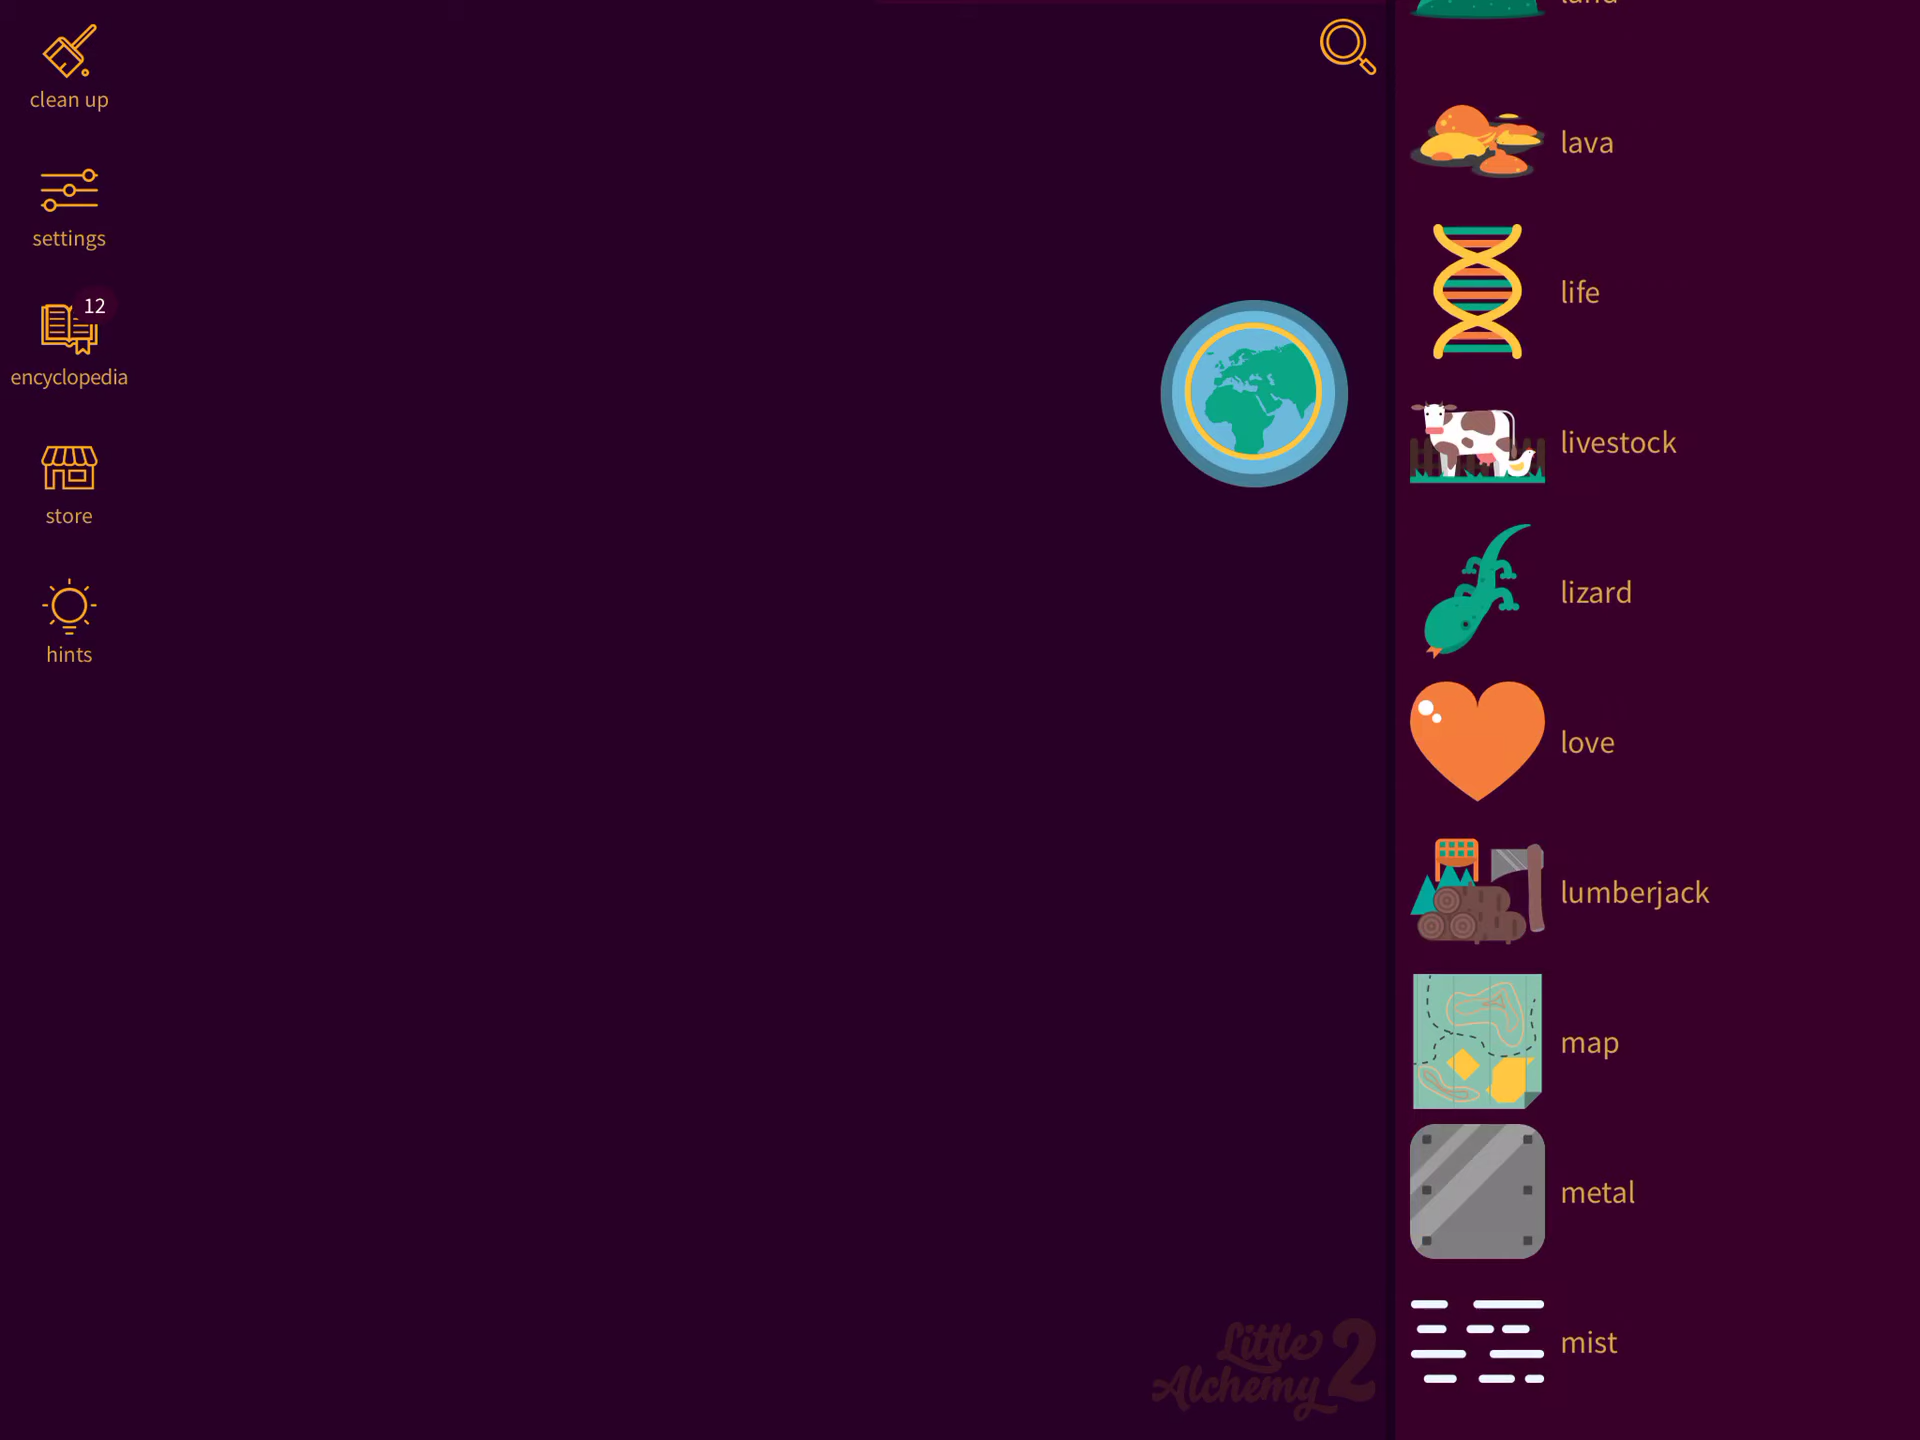 clean up
settings
12
encyclopedia
store
hints
lava
life
livestock
lizard
love
lumberjack
map
metal
mist
Little
Alchemy 2